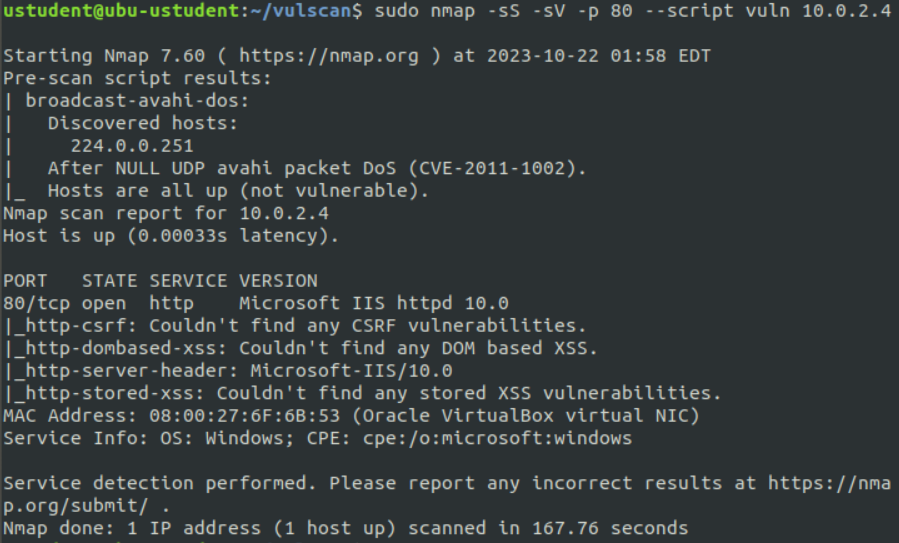 ustudent@ubu-ustudent:~/vulscan$ sudo nmap -sS -sV -p 80 --script vuln 10.0.2.4

Starting Nmap 7.60 ( https://nmap.org ) at 2023-10-22 01:58 EDT
Pre-scan script results:
| broadcast-avahi-dos:
|   Discovered hosts:
|     224.0.0.251
|   After NULL UDP avahi packet DoS (CVE-2011-1002).
|_  Hosts are all up (not vulnerable).
Nmap scan report for 10.0.2.4
Host is up (0.00033s latency).

PORT   STATE SERVICE VERSION
80/tcp open  http    Microsoft IIS httpd 10.0
|_http-csrf: Couldn't find any CSRF vulnerabilities.
|_http-dombased-xss: Couldn't find any DOM based XSS.
|_http-server-header: Microsoft-IIS/10.0
|_http-stored-xss: Couldn't find any stored XSS vulnerabilities.
MAC Address: 08:00:27:6F:6B:53 (Oracle VirtualBox virtual NIC)
Service Info: OS: Windows; CPE: cpe:/o:microsoft:windows

Service detection performed. Please report any incorrect results at https://nma
p.org/submit/ .
Nmap done: 1 IP address (1 host up) scanned in 167.76 seconds